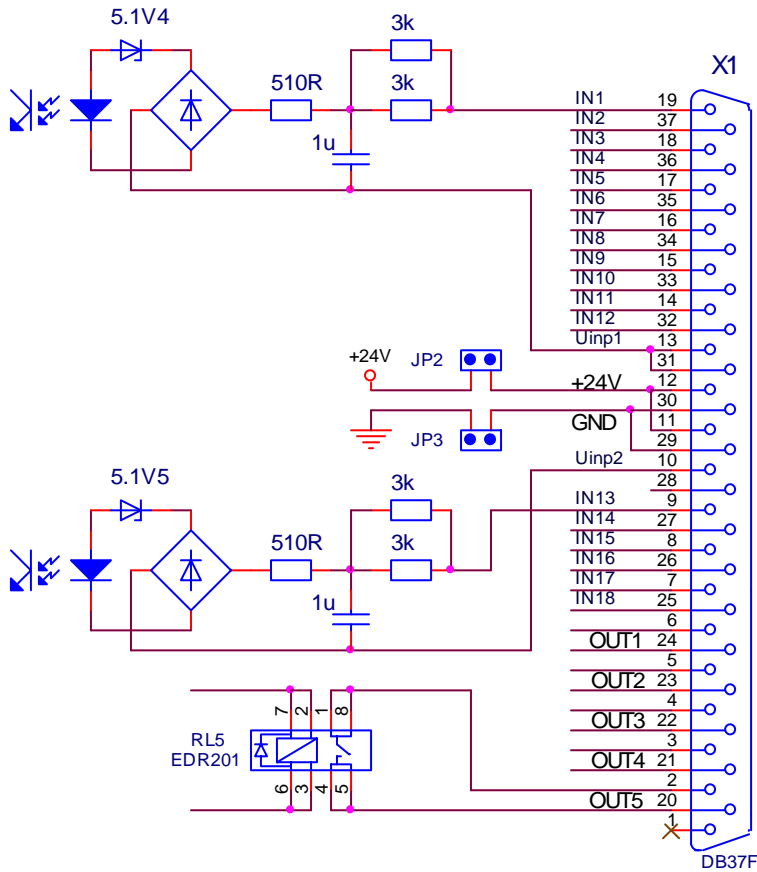 5.1V4
3k
X1
510R
3k
IN1 19
IN2 37
1u
IN3 18
IN4 36
IN5 17
IN6 35
IN7 16
IN8 34
IN9 15
IN10 33
IN11 14
IN12 32
Uinp1 13
+24V JP2
31
+24V 12
30
GND 11
JP3
29
Uinp2 10
5.1V5
28
3k
IN13 9
IN14 27
510R
3k
IN15 8
IN16 26
IN17 7
1u
IN18 25
6
OUT1 24
5
OUT2 23
4
7 2 1 8
OUT3 22
RL5
EDR201
3
OUT4 21
6 3 4 5
2
OUT5 20
1
DB37F